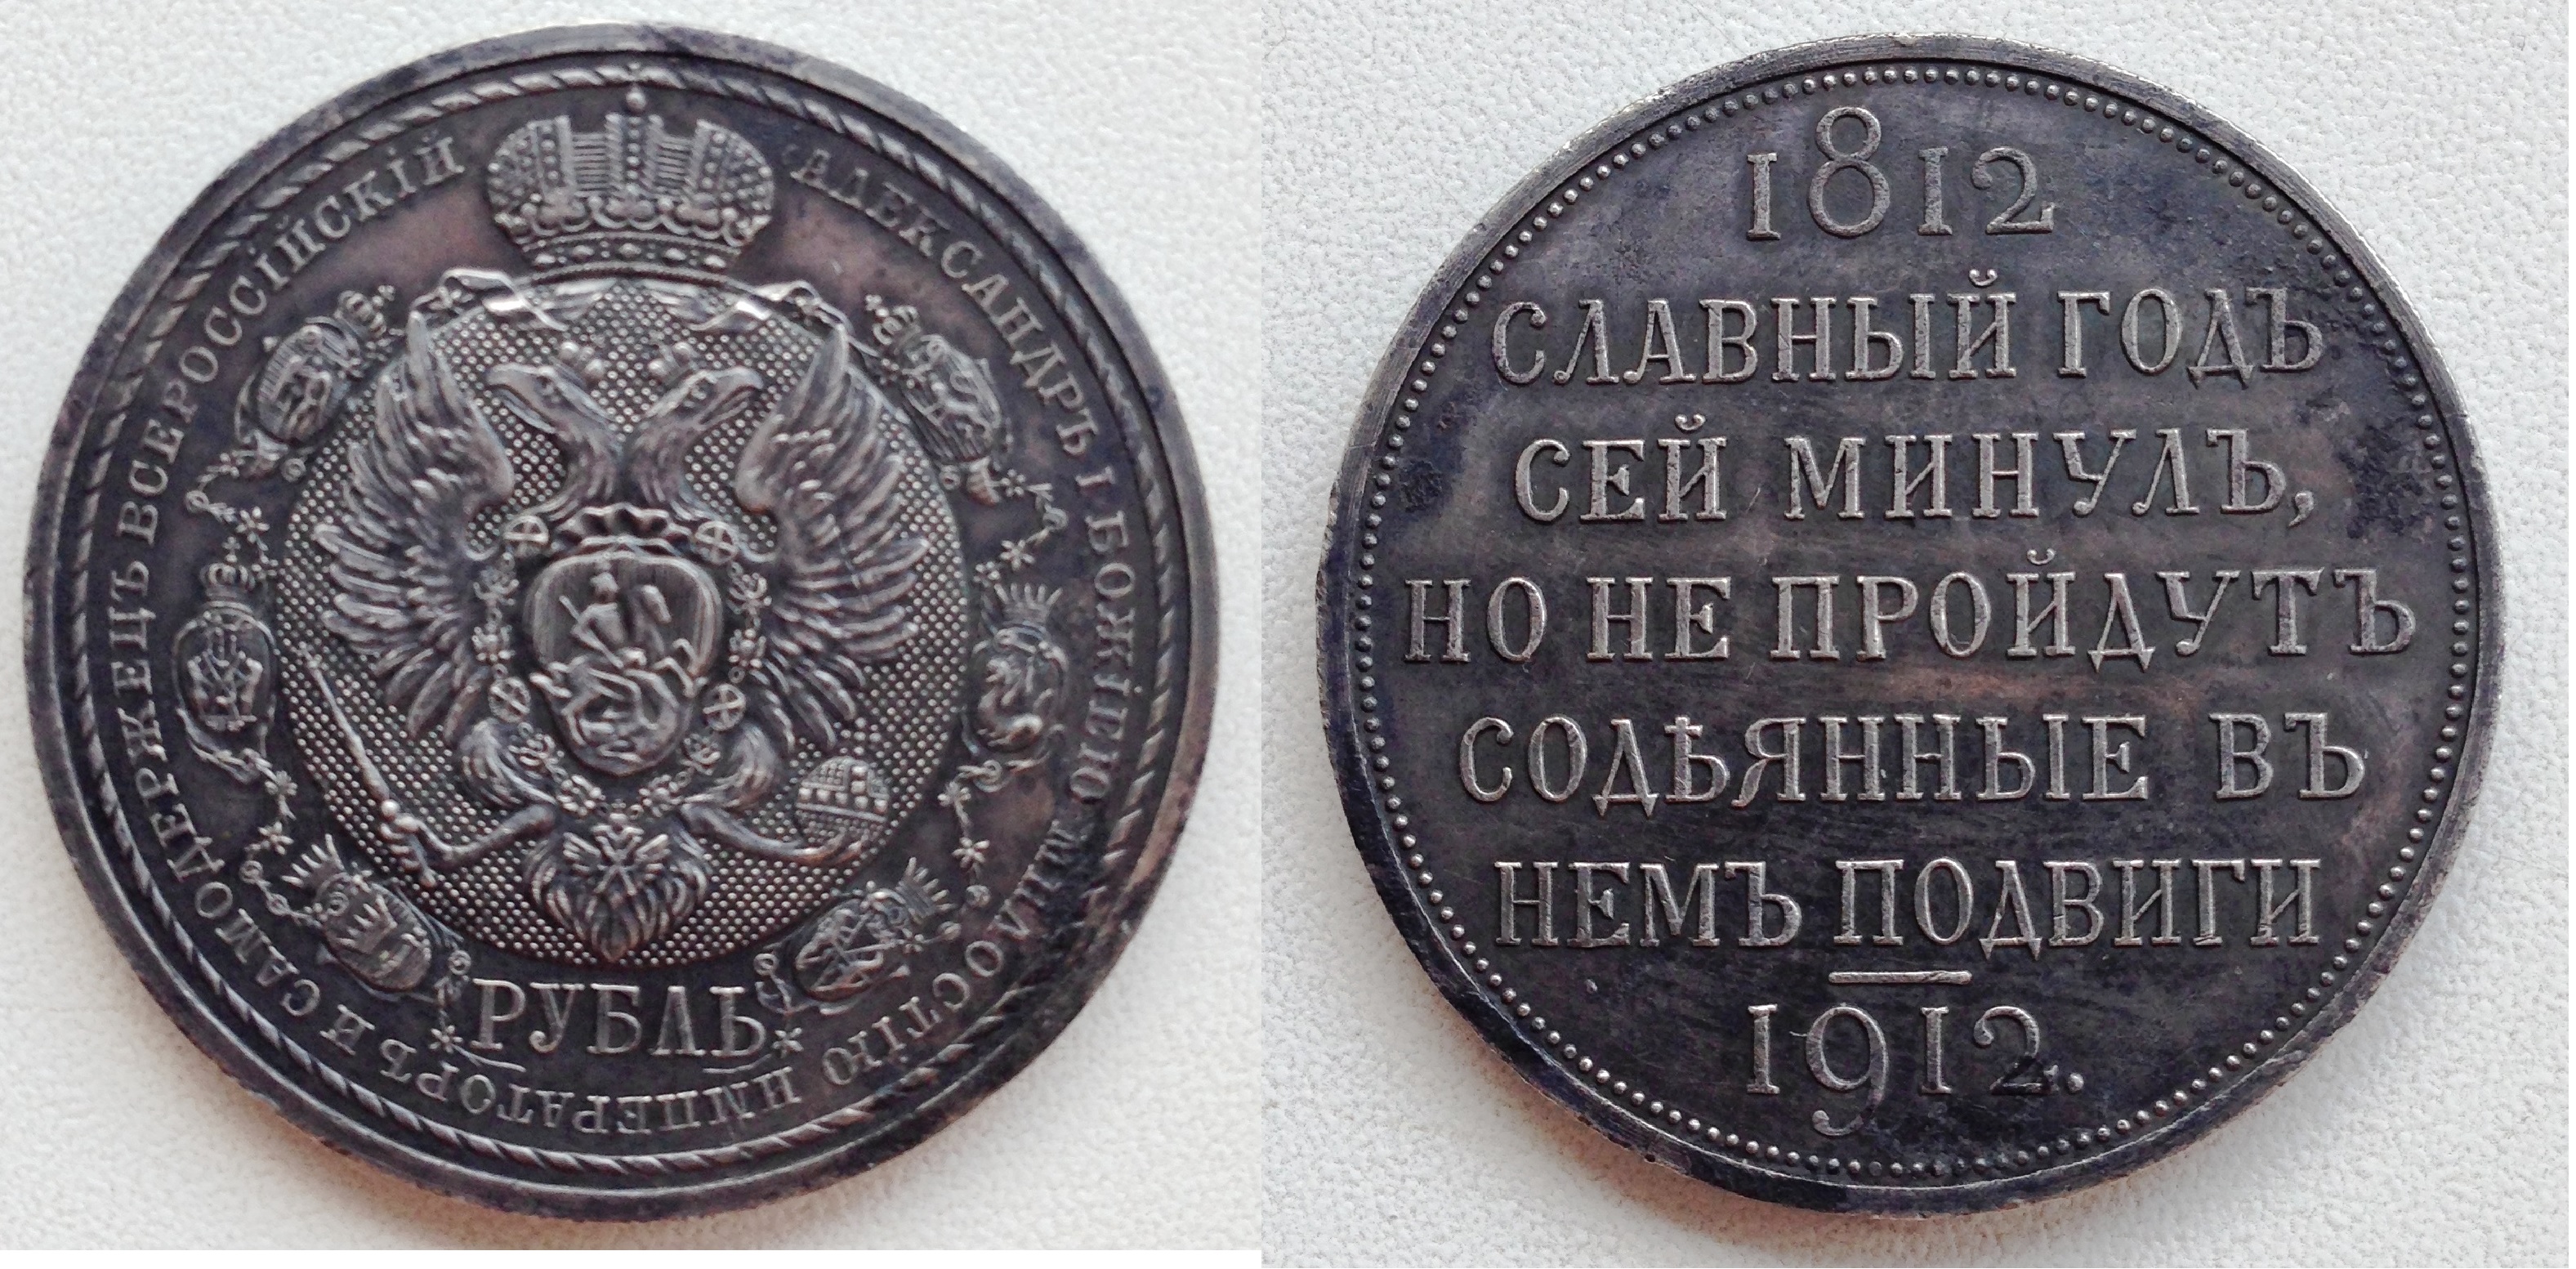 АЛЕКСАНДРЪ I БОЖІЕЮ МИЛОСТІЮ ИМПЕРАТОРЪ И САМОДЕРЖЕЦЪ ВСЕРОССІЙСКІЙ
РУБЛЬ
1812
СЛАВНЫЙ ГОДЪ
СЕЙ МИНУЛЪ,
НО НЕ ПРОЙДУТЪ
СОДѢЯННЫЕ ВЪ
НЕМЪ ПОДВИГИ
1912.